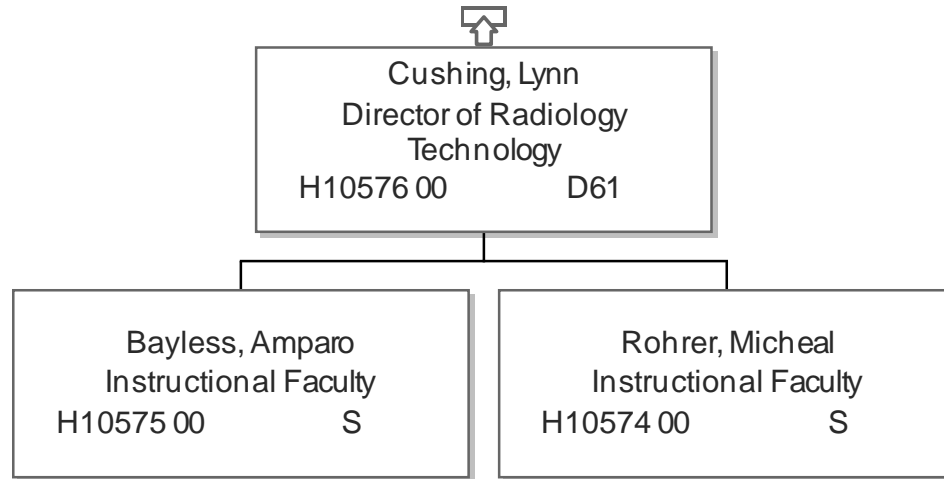 Cushing, Lynn
Director of Radiology
Technology
H10576 00 D61
Bayless, Amparo
Instructional Faculty
H10575 00 S
Rohrer, Micheal
Instructional Faculty
H10574 00 S